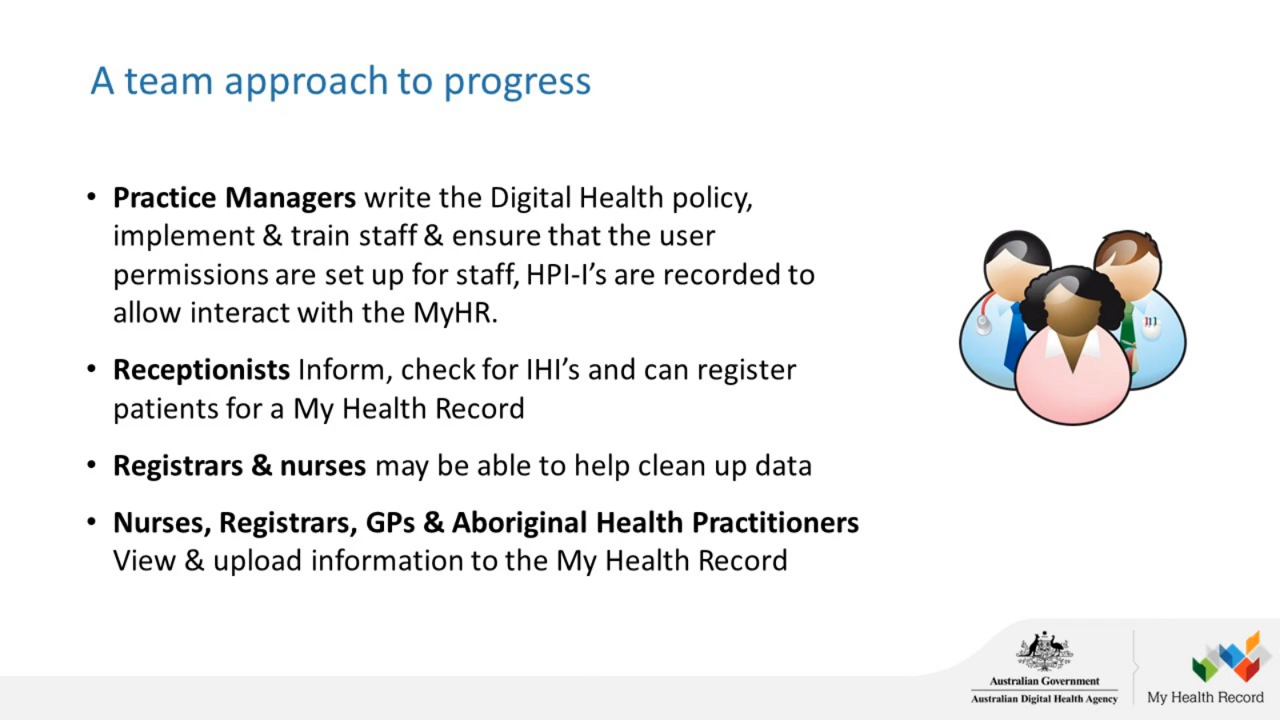 A team approach to progress
• Practice Managers write the Digital Health policy,
implement & train staff & ensure that the user
permissions are set up for staff, HPI-I’s are recorded to
allow interact with the MyHR.
• Receptionists Inform, check for IHI’s and can register
patients for a My Health Record
• Registrars & nurses may be able to help clean up data
• Nurses, Registrars, GPs & Aboriginal Health Practitioners
View & upload information to the My Health Record
Australian Government
Australian Digital Health Agency
My Health Record